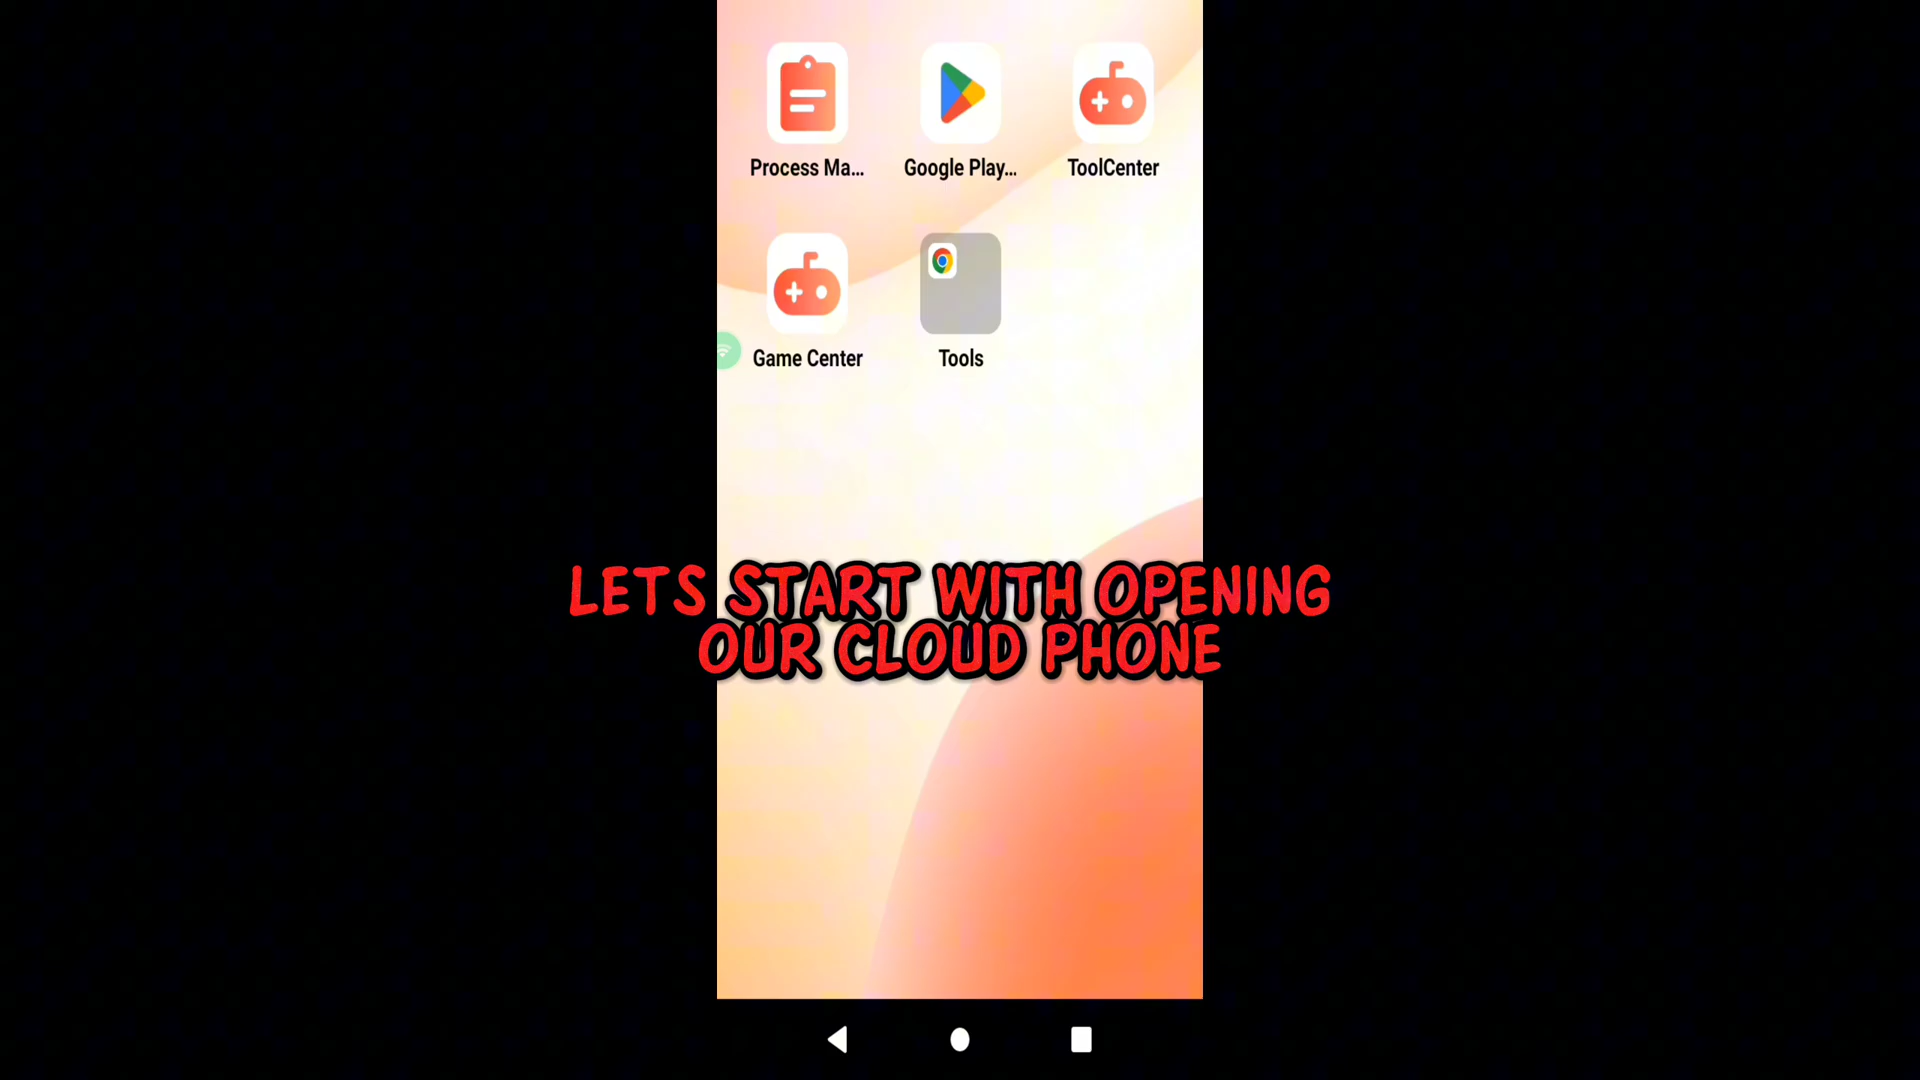 Process Ma...
Google Play...
ToolCenter
Game Center
Tools
LETS START WITH OPENING
OUR CLOUD PHONE